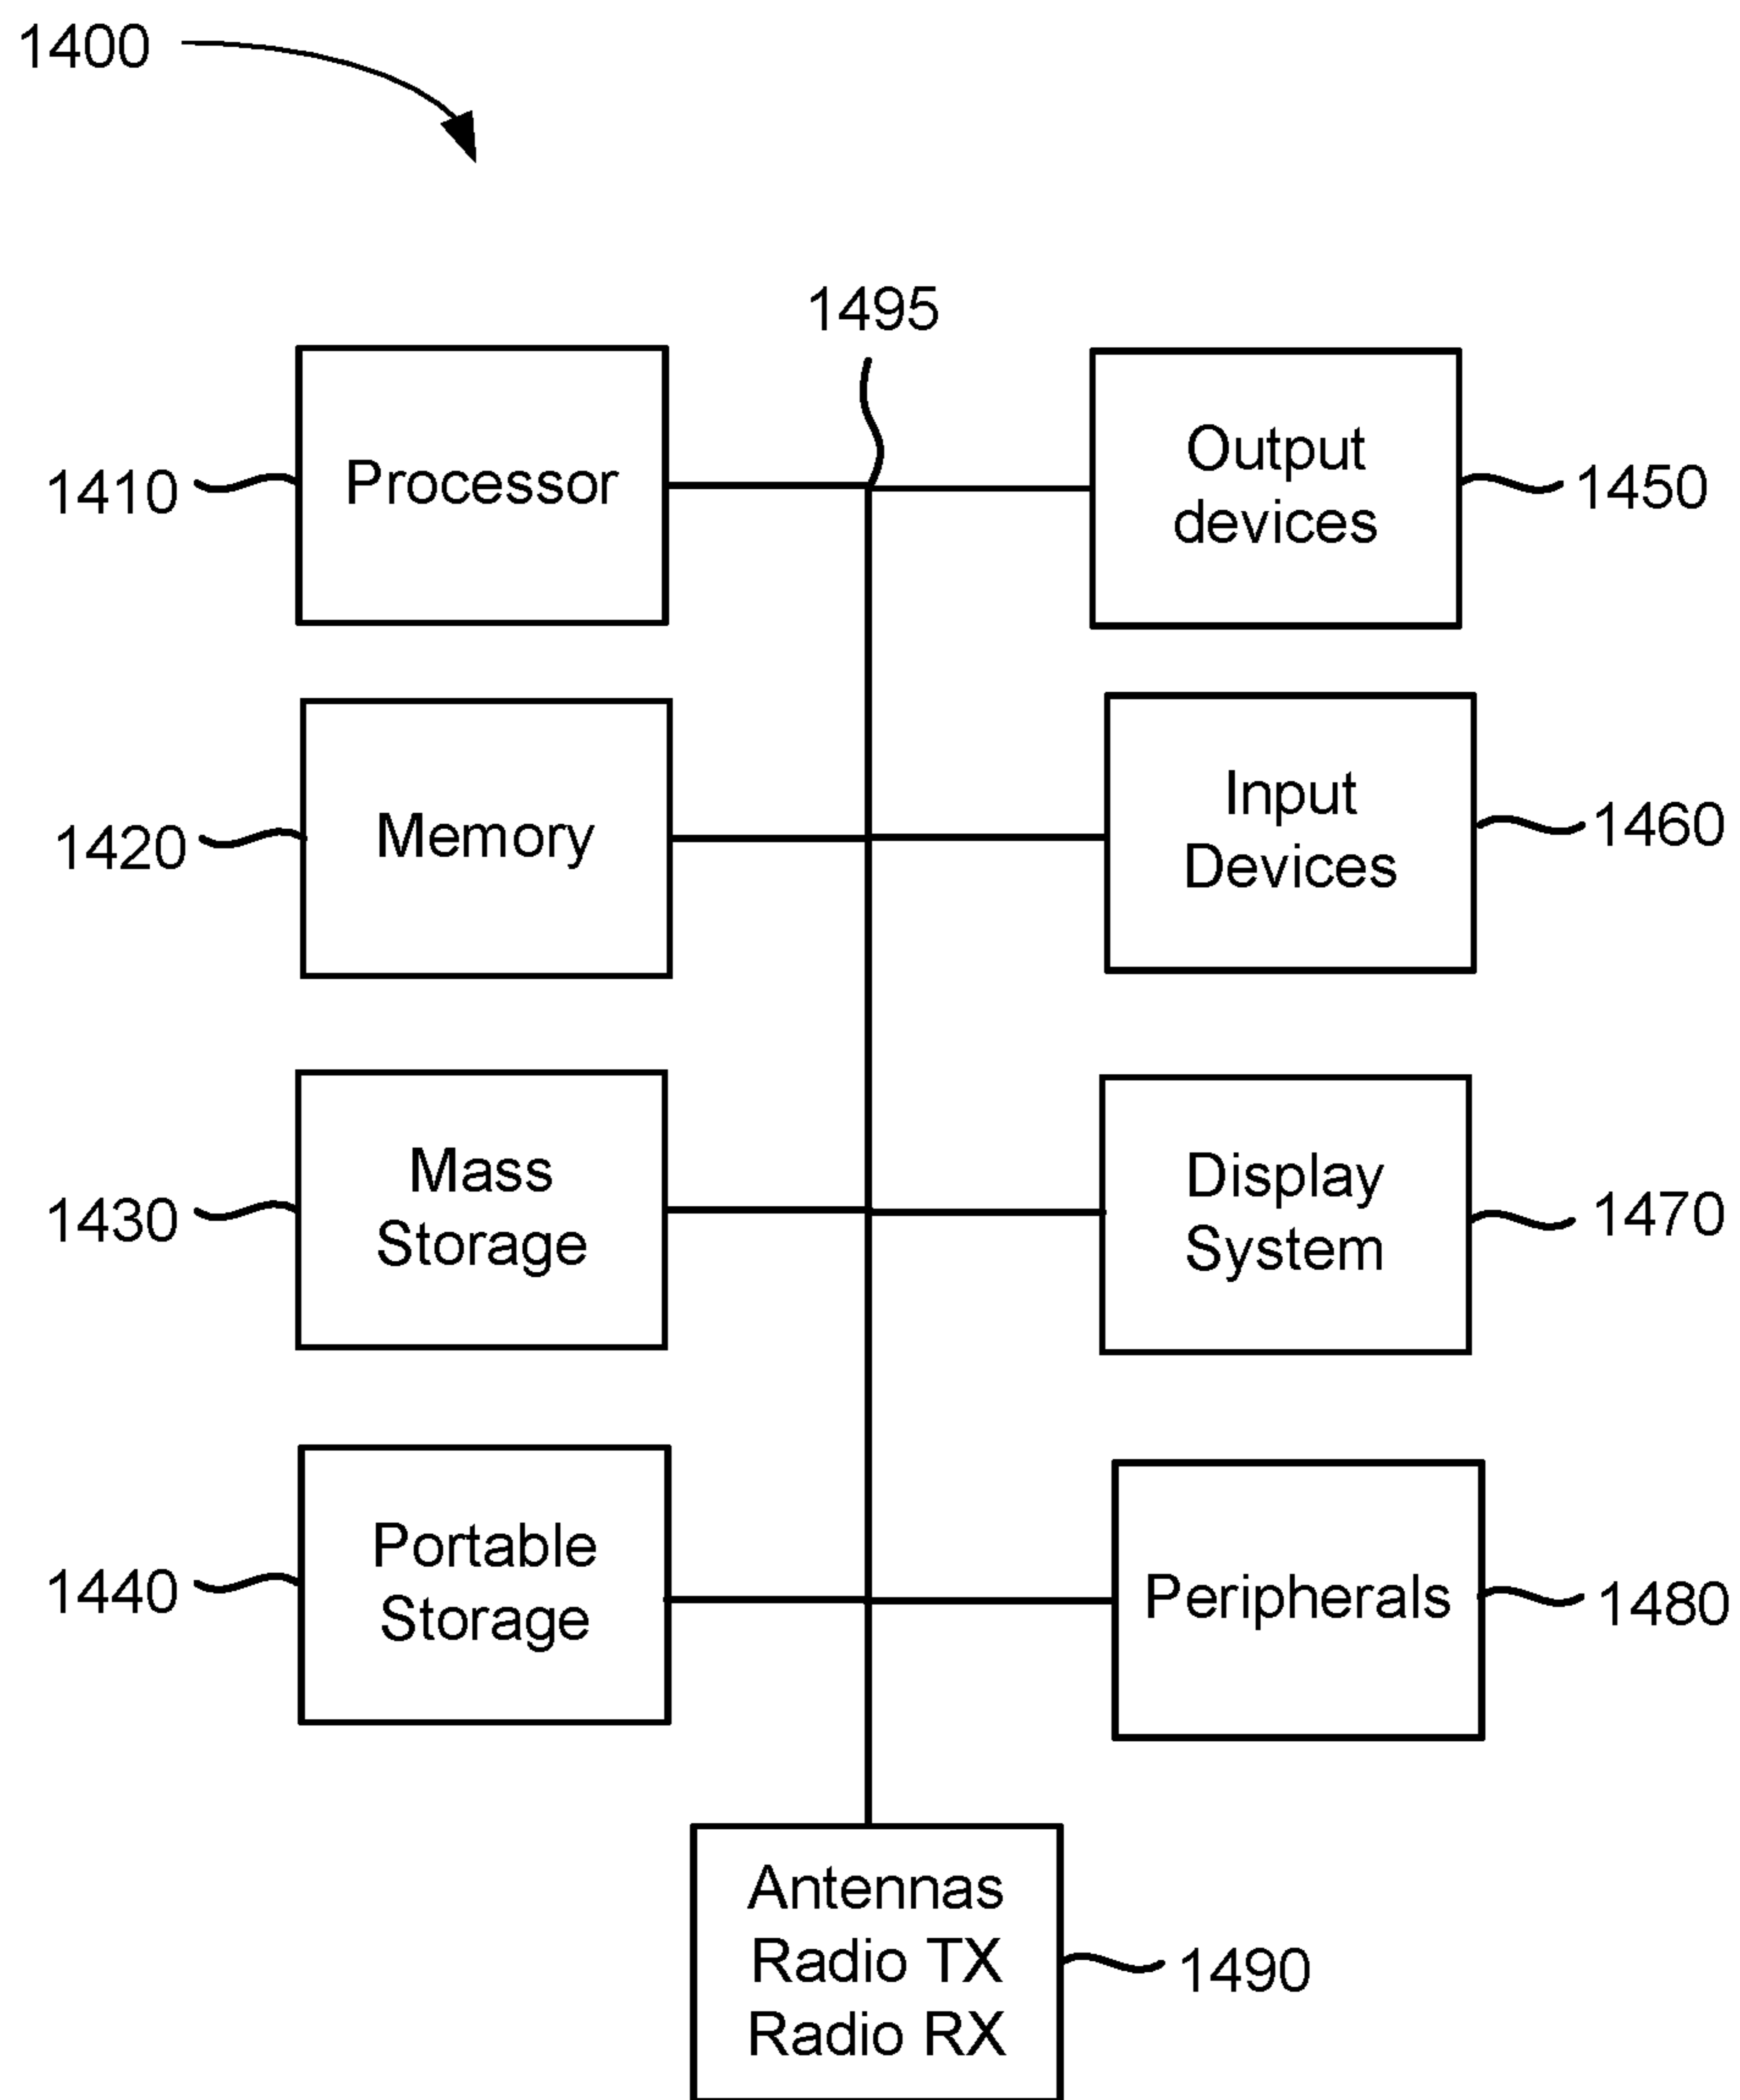 1400
1495
1410
Processor
Output
devices
1450
1420
Memory
Input
Devices
1460
1430
Mass
Storage
Display
System
1470
1440
Portable
Storage
Peripherals
1480
Antennas
Radio TX
Radio RX
1490